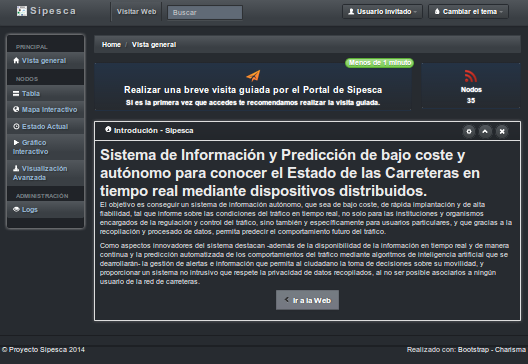 Sipesca
Visitar Web
Buscar
Usuario Invitado
Cambiar el tema
PRINCIPAL
Vista general
NODOS
Tabla
Mapa Interactivo
Estado Actual
Gráfico
Interactivo
Visualización
Avanzada
ADMINISTRACIÓN
Logs
Home / Vista general
Menos de 1 minuto
Realizar una breve visita guiada por el Portal de Sipesca
Si es la primera vez que accedes te recomendamos realizar la visita guiada.
Nodos
35
Introdución - Sipesca
Sistema de Información y Predicción de bajo coste y
autónomo para conocer el Estado de las Carreteras en
tiempo real mediante dispositivos distribuidos.
El objetivo es conseguir un sistema de información autónomo, que sea de bajo coste, de rápida implantación y de alta
fiabilidad, tal que informe sobre las condiciones del tráfico en tiempo real, no solo para las instituciones y organismos
encargados de la regulación y control del tráfico, sino también y específicamente para usuarios particulares, y que gracias a la
recopilación y procesado de datos, permita predecir el comportamiento futuro del tráfico.
Como aspectos innovadores del sistema destacan -además de la disponibilidad de la información en tiempo real y de manera
continua y la predicción automatizada de los comportamientos del tráfico mediante algoritmos de inteligencia artificial que se
dearrollarán- la gestión de alertas e información que permita al ciudadano la toma de decisiones sobre su movilidad, y
proporcionar un sistema no intrusivo que respete la privacidad de datos recopilados, al no ser posible asociarlos a ningún
usuario de la red de carreteras.
Ir a la Web
© Proyecto Sipesca 2014
Realizado con: Bootstrap - Charisma